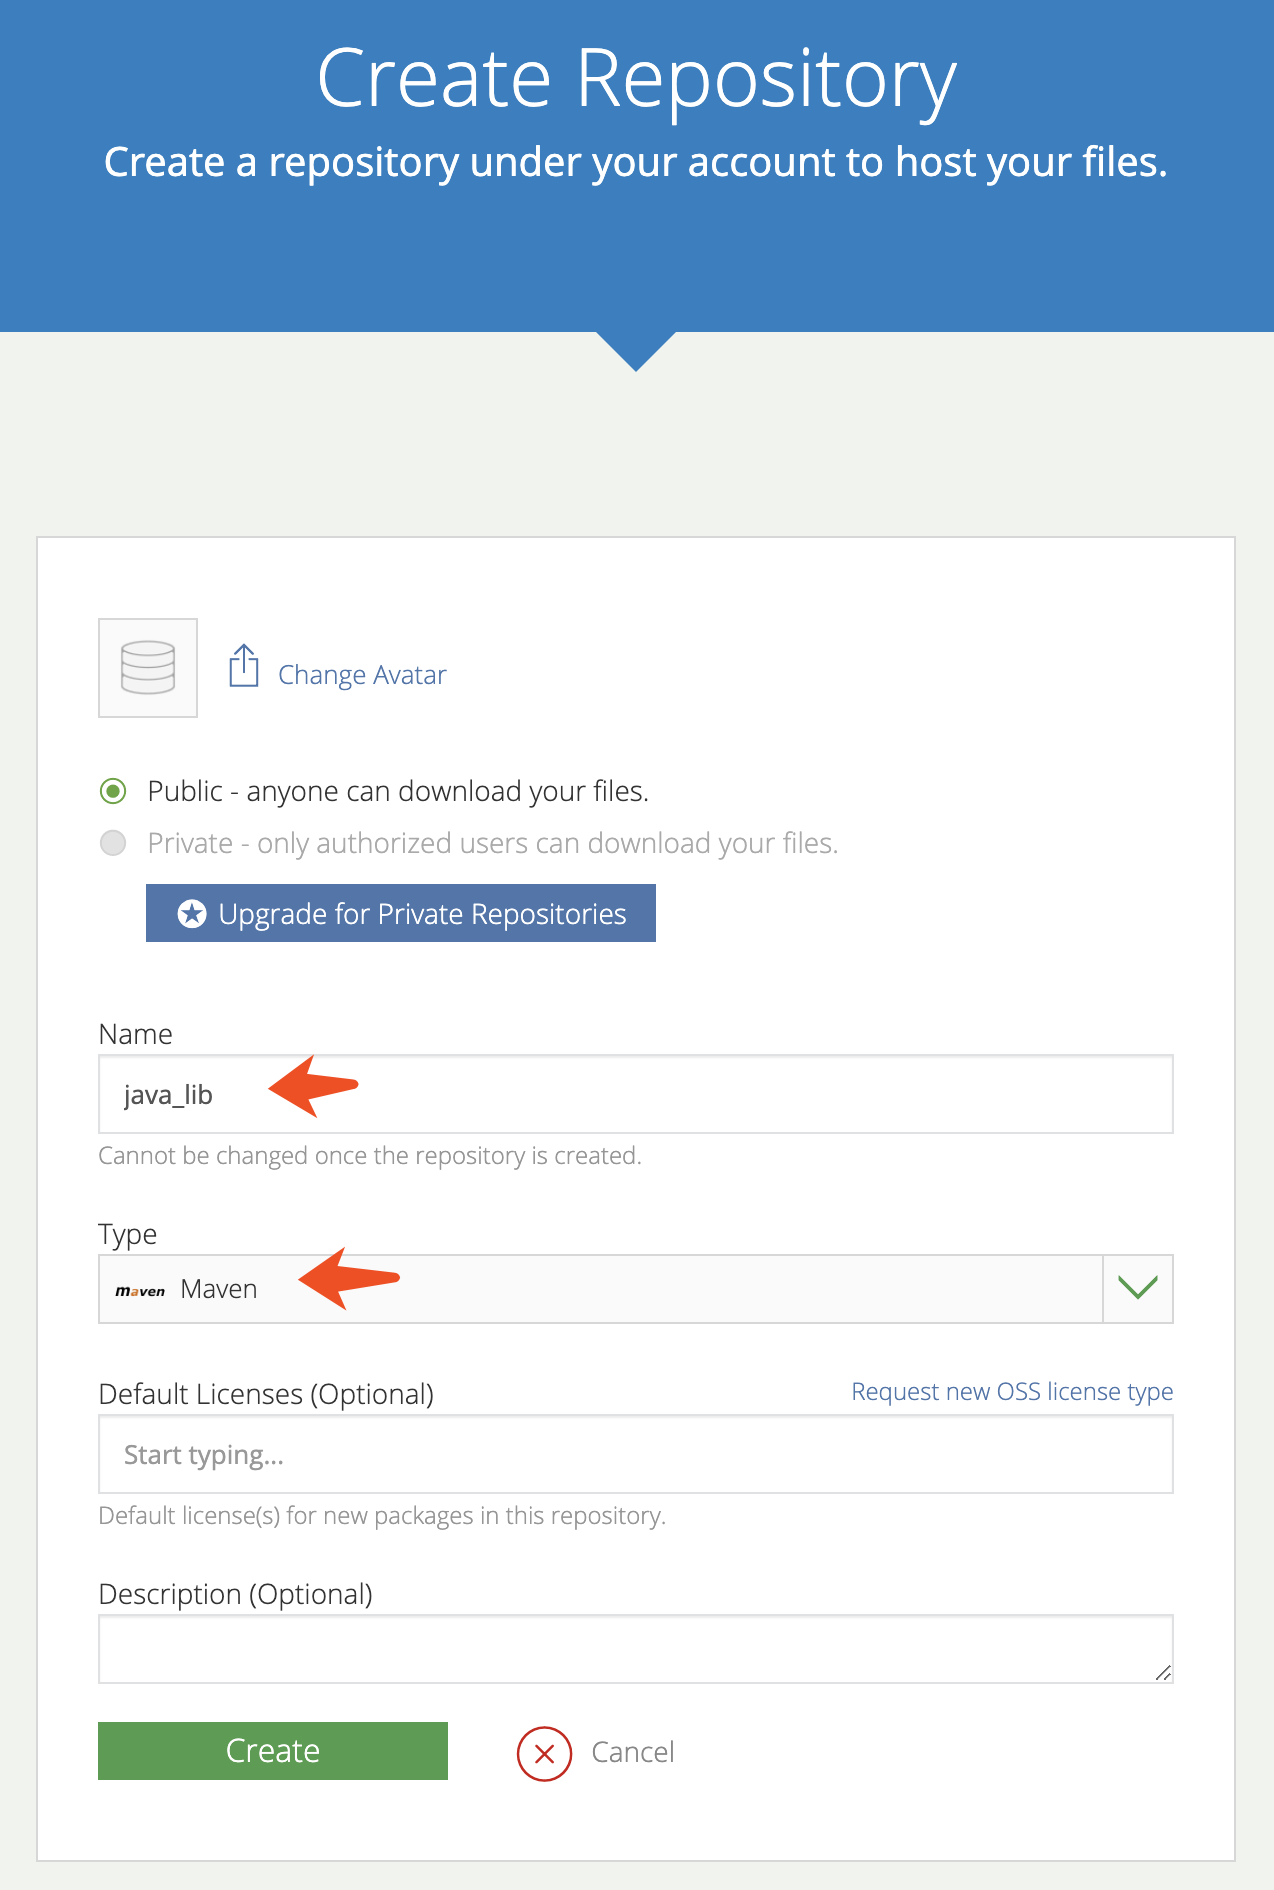 Create Repository
Create a repository under your account to host your files.
Change Avatar
Public - anyone can download your files.
Private - only authorized users can download your files.
Upgrade for Private Repositories
Name
java_lib
Cannot be changed once the repository is created.
Type
maven Maven
Default Licenses (Optional)
Request new OSS license type
Start typing...
Default license(s) for new packages in this repository.
Description (Optional)
Create
Cancel